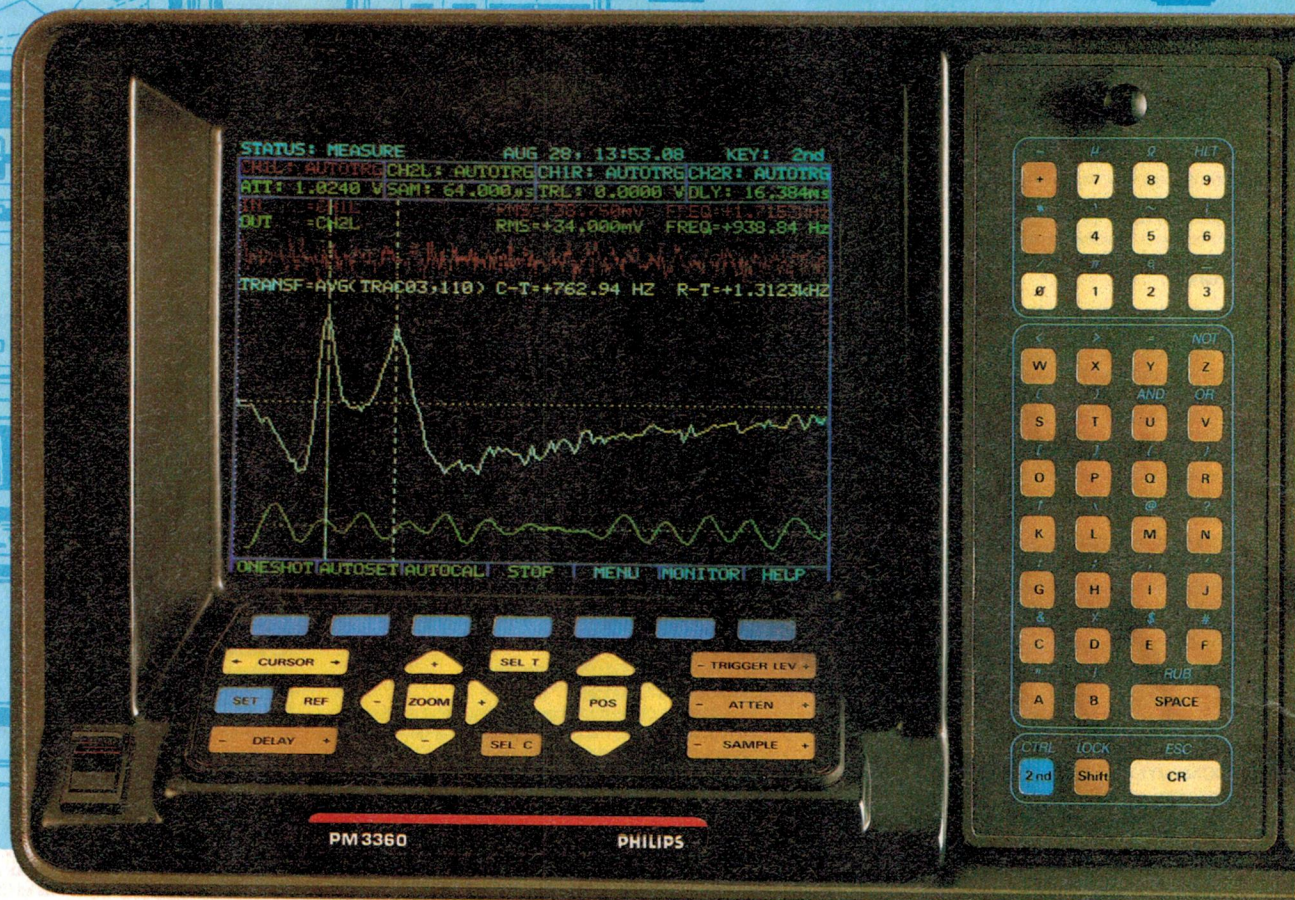 STATUS: MEASURE AUG 28, 13:53.08 KEY: 2nd
CH1L: AUTOTRG CH2L: AUTOTRG CH1R: AUTOTRG CH2R: AUTOTRG
ATT: 1.0240 V SAM: 64.000us TRL: 0.0000 V DLY: 16.384ms
IN =CH1L
OUT =CH2L RMS=+34.000mV FREQ=+938.84 Hz
TRANSF=AVG(TRAC03,110) C-T=+762.94 HZ R-T=+1.3123kHZ
ONESHOT AUTOSET AUTOCAL STOP MENU MONITOR HELP
← CURSOR → + SEL T - TRIGGER LEV +
SET REF - ZOOM + POS - ATTEN +
- DELAY + - SEL C - SAMPLE +
PM 3360 PHILIPS
- μ Ω HLT
+ 7 8 9
4 5 6
Ø 1 2 3
< > = NOT
W X Y Z
AND OR
S T U V
[ ] ( )
O P Q R
\ @ ?
K L M N
G H I J
& $ #
C D E F
RUB
A B SPACE
CTRL LOCK ESC
2nd Shift CR